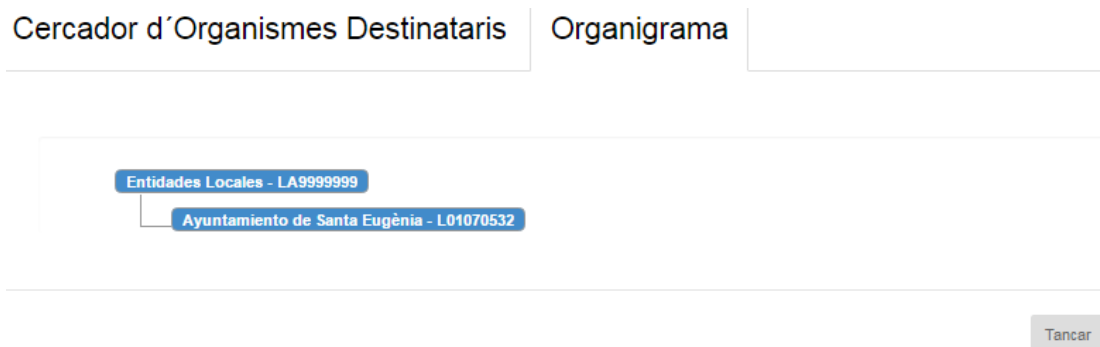 Cercador d´Organismes Destinataris
Organigrama
Entidades Locales - LA9999999
Ayuntamiento de Santa Eugènia - L01070532
Tancar